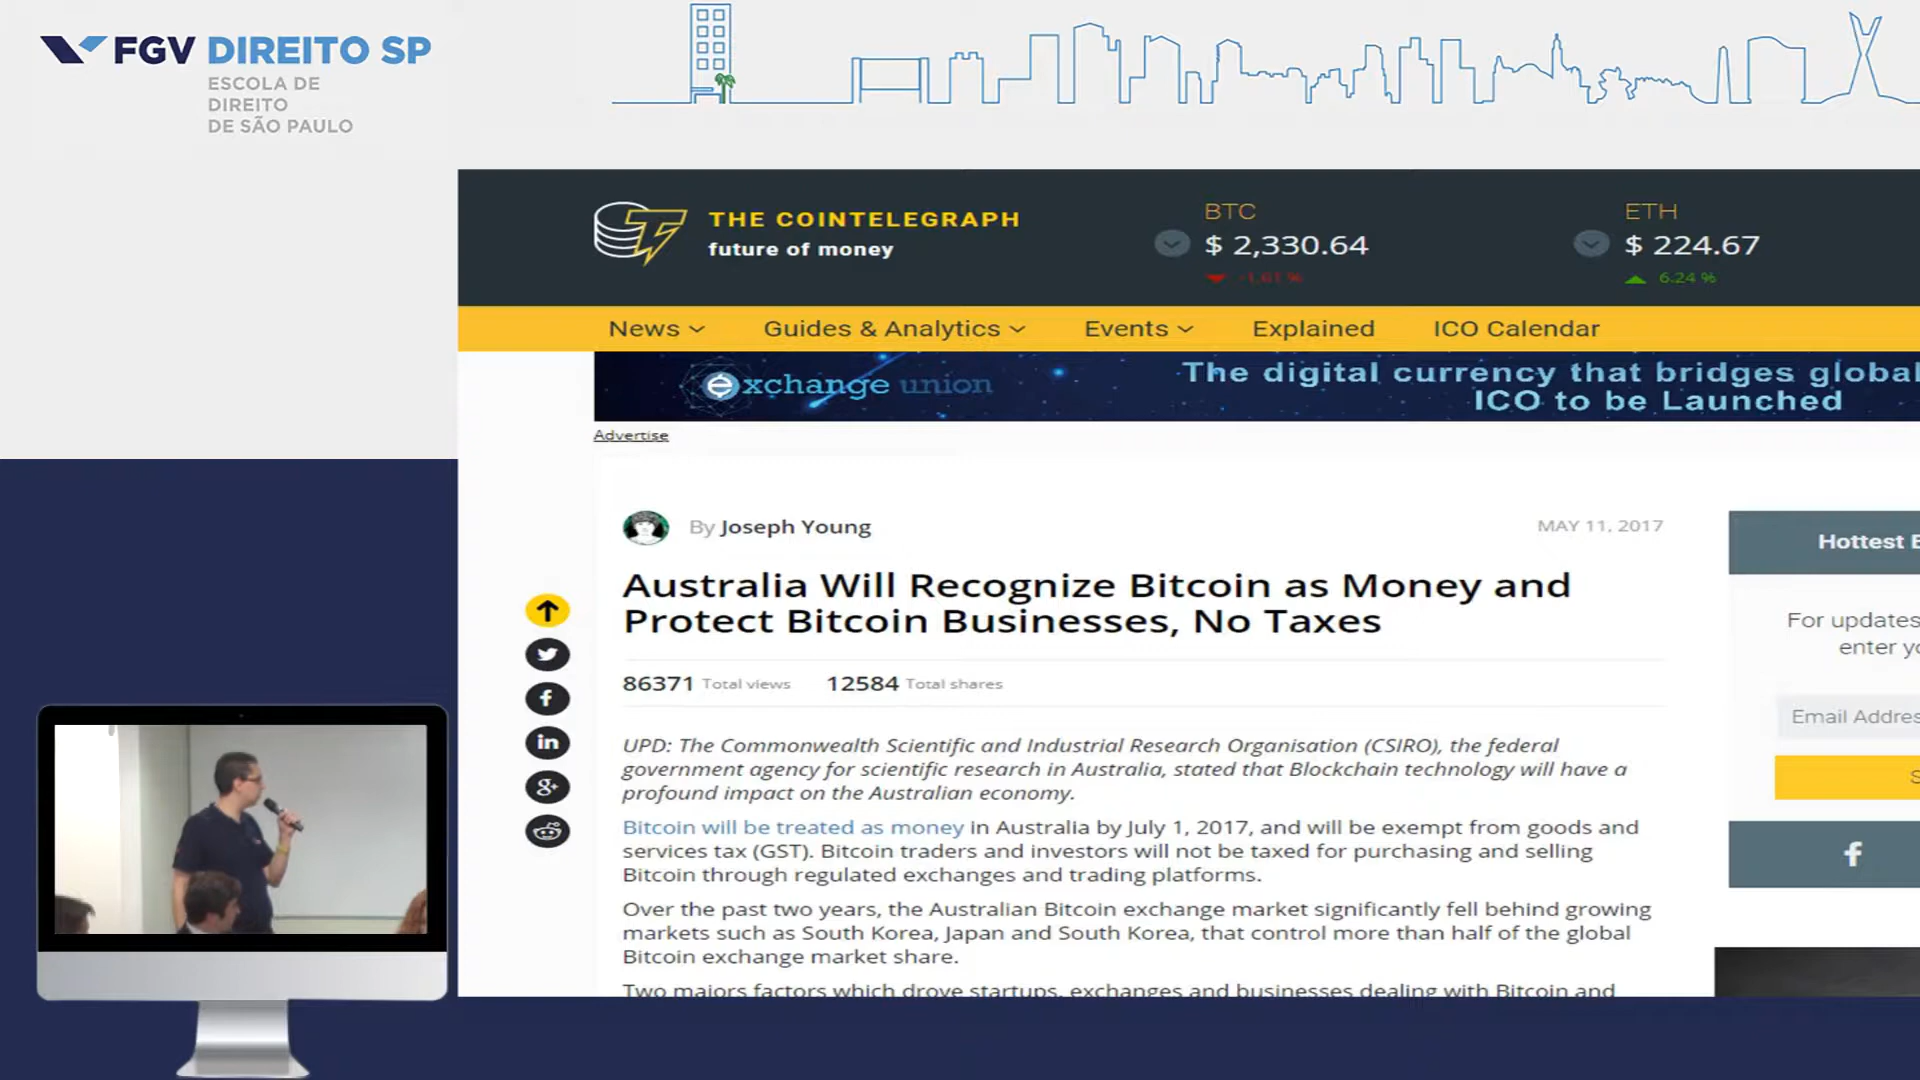 FGV DIREITO SP
ESCOLA DE
DIREITO
DE SÃO PAULO
THE COINTELEGRAPH
future of money
BTC
$ 2,330.64
-1.61 %
ETH
$ 224.67
6.24 %
News
Guides & Analytics
Events
Explained
ICO Calendar
exchange union
The digital currency that bridges global
ICO to be Launched
Advertise
By Joseph Young
MAY 11, 2017
Australia Will Recognize Bitcoin as Money and
Protect Bitcoin Businesses, No Taxes
86371 Total views 12584 Total shares
UPD: The Commonwealth Scientific and Industrial Research Organisation (CSIRO), the federal
government agency for scientific research in Australia, stated that Blockchain technology will have a
profound impact on the Australian economy.
Bitcoin will be treated as money in Australia by July 1, 2017, and will be exempt from goods and
services tax (GST). Bitcoin traders and investors will not be taxed for purchasing and selling
Bitcoin through regulated exchanges and trading platforms.
Over the past two years, the Australian Bitcoin exchange market significantly fell behind growing
markets such as South Korea, Japan and South Korea, that control more than half of the global
Bitcoin exchange market share.
Two majors factors which drove startups, exchanges and businesses dealing with Bitcoin and
Hottest
For updates
enter
Email